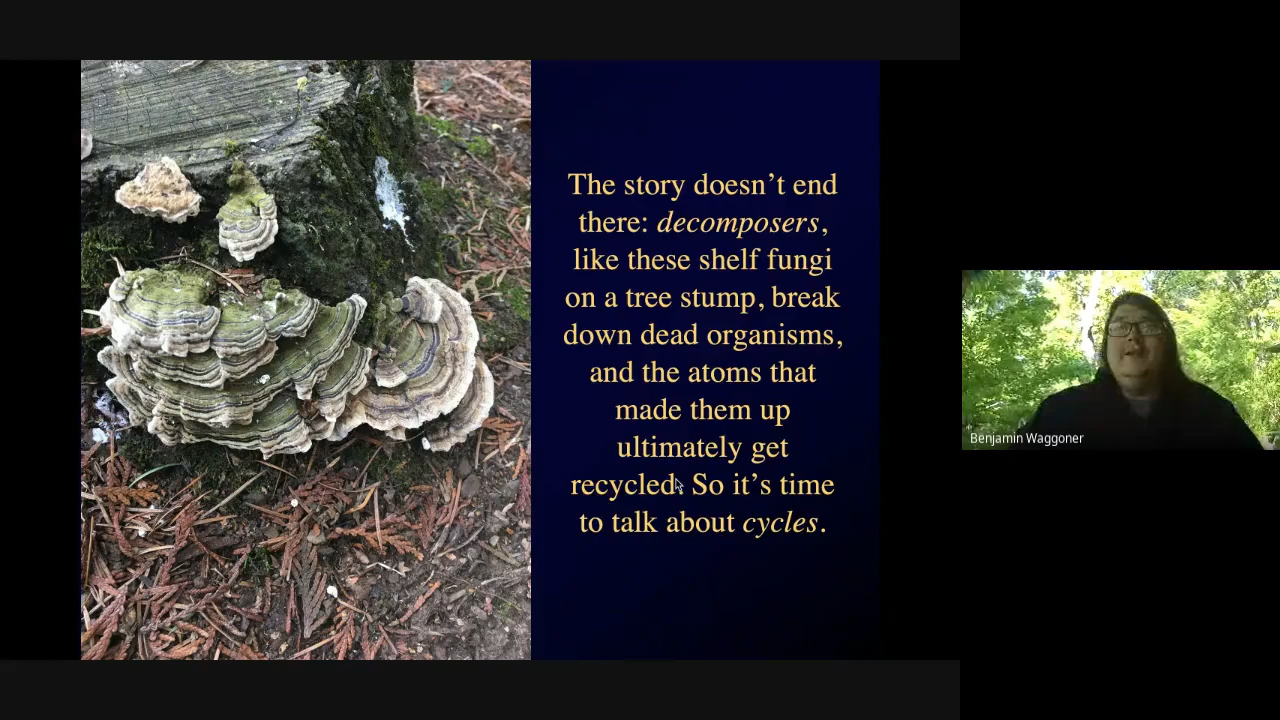 The story doesn’t end
there: decomposers,
like these shelf fungi
on a tree stump, break
down dead organisms,
and the atoms that
made them up
ultimately get
recycled. So it’s time
to talk about cycles.
Benjamin Waggoner